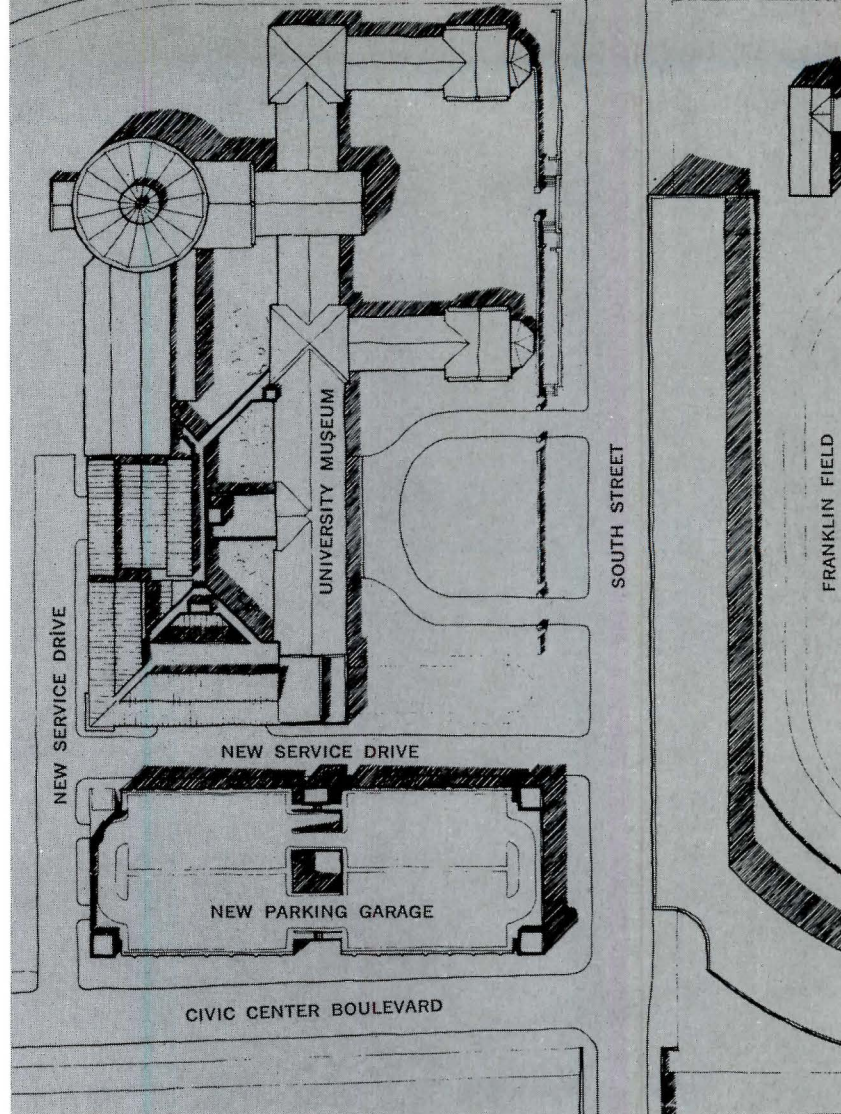 UNIVERSITY MUSEUM
SOUTH STREET
FRANKLIN FIELD
NEW SERVICE DRIVE
NEW SERVICE DRIVE
NEW PARKING GARAGE
CIVIC CENTER BOULEVARD